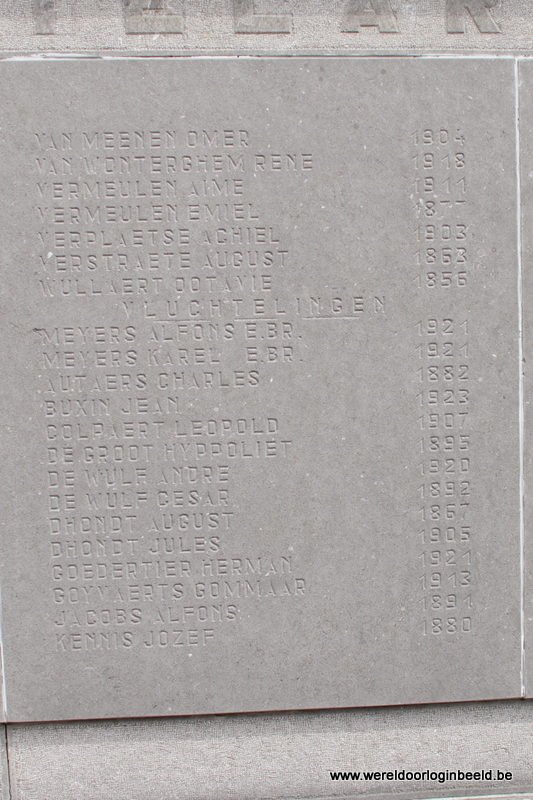 VAN MEENEN OMER 1904
VAN WONTERGHEM RENE 1918
VERMEULEN AIME 1911
VERMEULEN EMIEL
VERPLAETSE ACHIEL 1903
VERSTRAETE AUGUST 1863
WULLAERT OCTAVIE 1856
VLUCHTELINGEN
MEYERS ALFONS E.BR. 1921
MEYERS KAREL E.BR. 1921
AUTAERS CHARLES 1882
BUXIN JEAN 1923
COLPAERT LEOPOLD 1907
DE GROOT HYPPOLIET 1895
DE WULF ANDRE 1920
DE WULF CESAR 1892
DHONDT AUGUST 1867
DHONDT JULES 1905
GOEDERTIER HERMAN 1921
GOYVAERTS GOMMAAR 1913
JACOBS ALFONS 1891
KENNIS JOZEF 1880
www.wereldoorloginbeeld.be